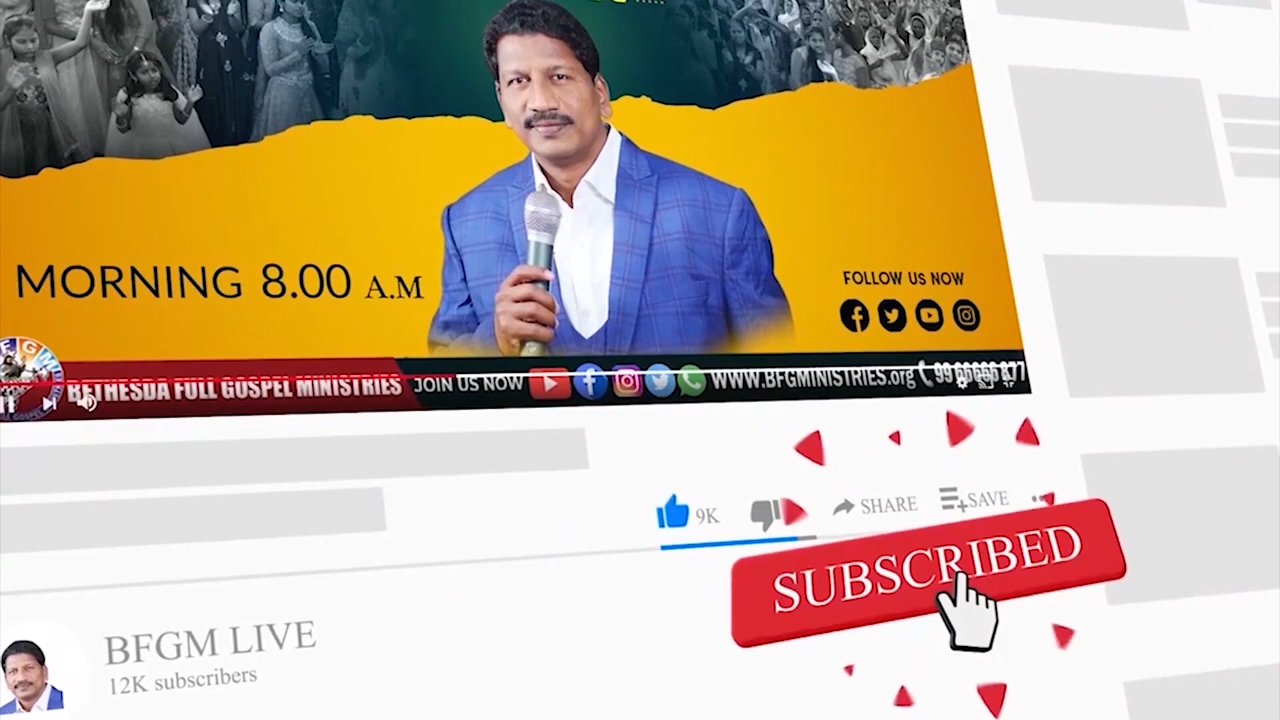 MORNING 8.00 A.M
FOLLOW US NOW
BETHESDA FULL GOSPEL MINISTRIES
JOIN US NOW
WWW.BFGMINISTRIES.org
9K
SHARE
SAVE
SUBSCRIBED
BFGM LIVE
12K subscribers